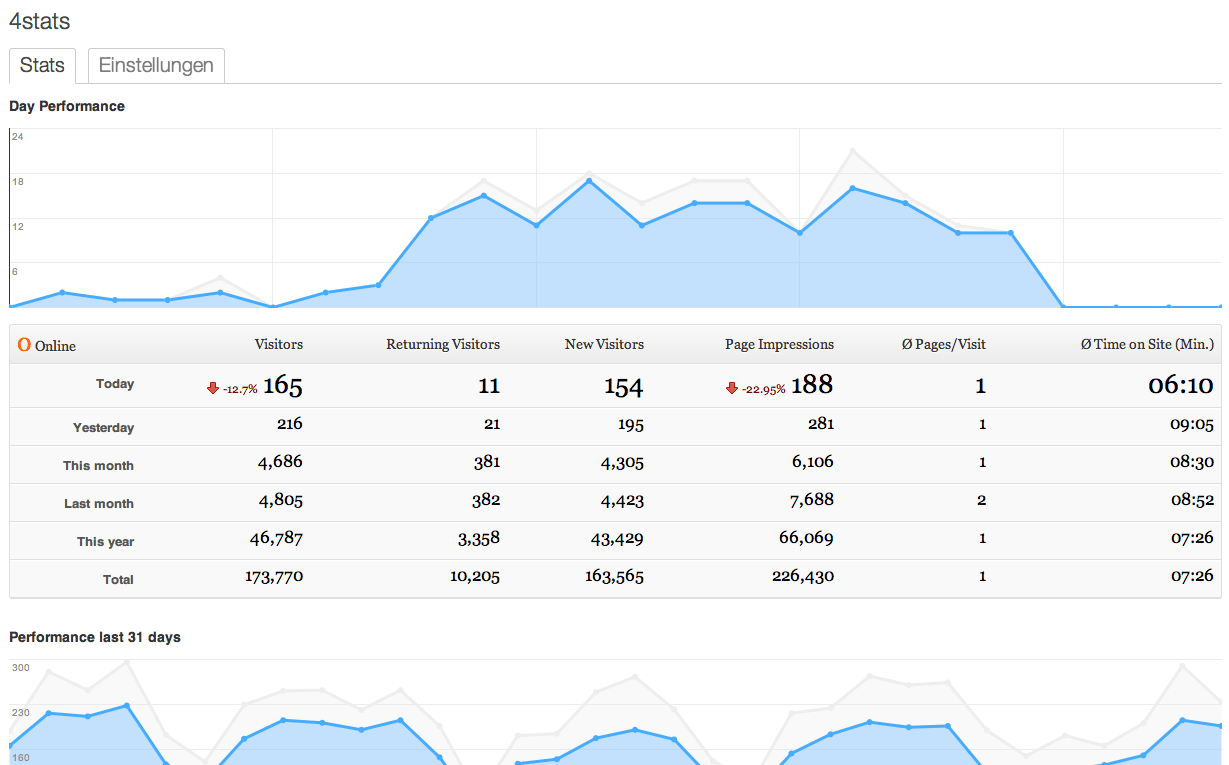 4stats
Stats Einstellungen
Day Performance
24
18
12
6
0 Online Visitors Returning Visitors New Visitors Page Impressions Ø Pages/Visit Ø Time on Site (Min.)
Today -12.7% 165 11 154 -22.95% 188 1 06:10
Yesterday 216 21 195 281 1 09:05
This month 4,686 381 4,305 6,106 1 08:30
Last month 4,805 382 4,423 7,688 2 08:52
This year 46,787 3,358 43,429 66,069 1 07:26
Total 173,770 10,205 163,565 226,430 1 07:26
Performance last 31 days
300
230
160